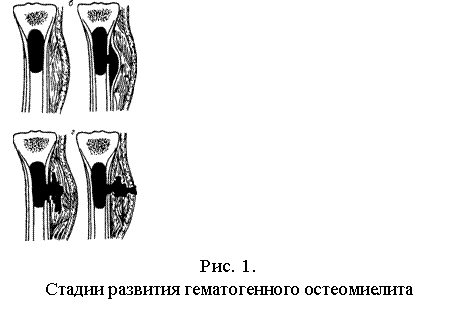 б
г
Рис. 1.
Стадии развития гематогенного остеомиелита